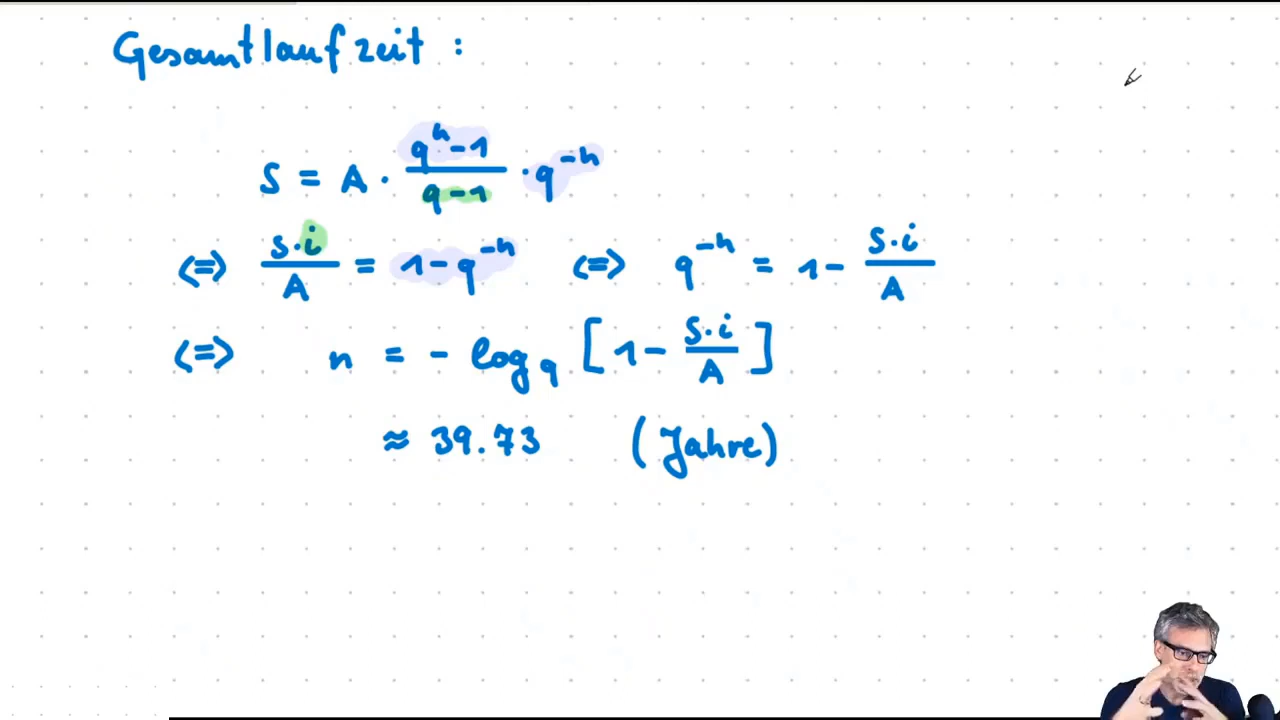 Gesamtlaufzeit :
S = A · (q^n − 1)/(q − 1) · q^−n
<=> (S·i)/A = 1 − q^−n <=> q^−n = 1 − (S·i)/A
<=> n = − log_q [1 − (S·i)/A]
≈ 39.73 (Jahre)